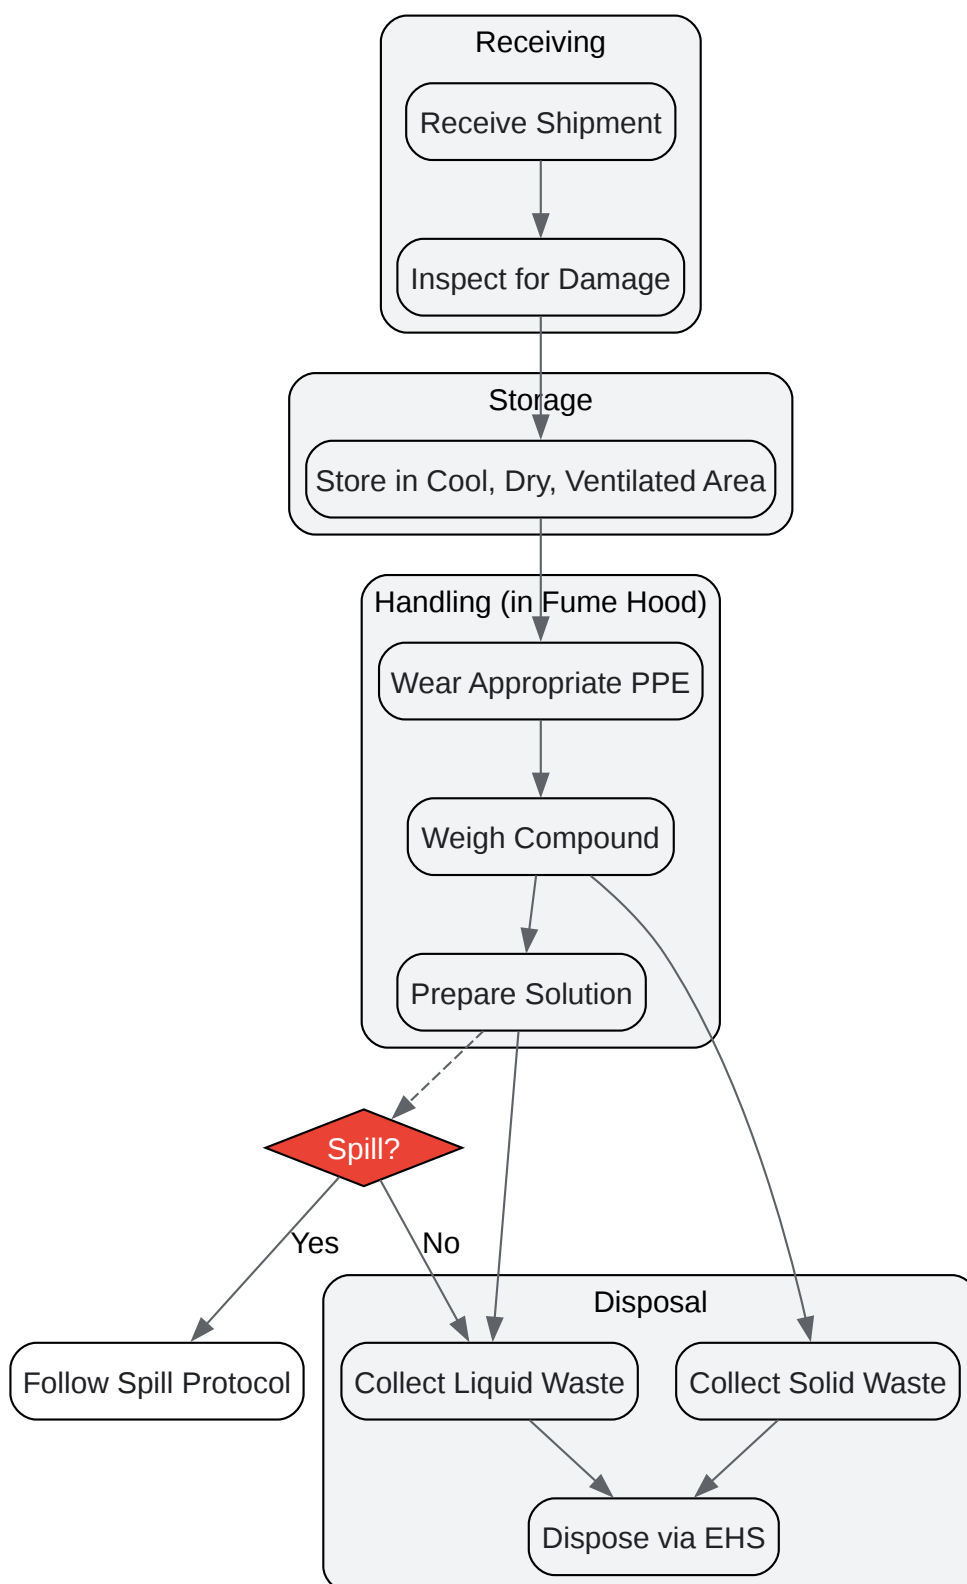 Receiving
Receive Shipment
Inspect for Damage
Storage
Store in Cool, Dry, Ventilated Area
Handling (in Fume Hood)
Wear Appropriate PPE
Weigh Compound
Prepare Solution
Spill?
Yes
No
Disposal
Follow Spill Protocol
Collect Liquid Waste
Collect Solid Waste
Dispose via EHS